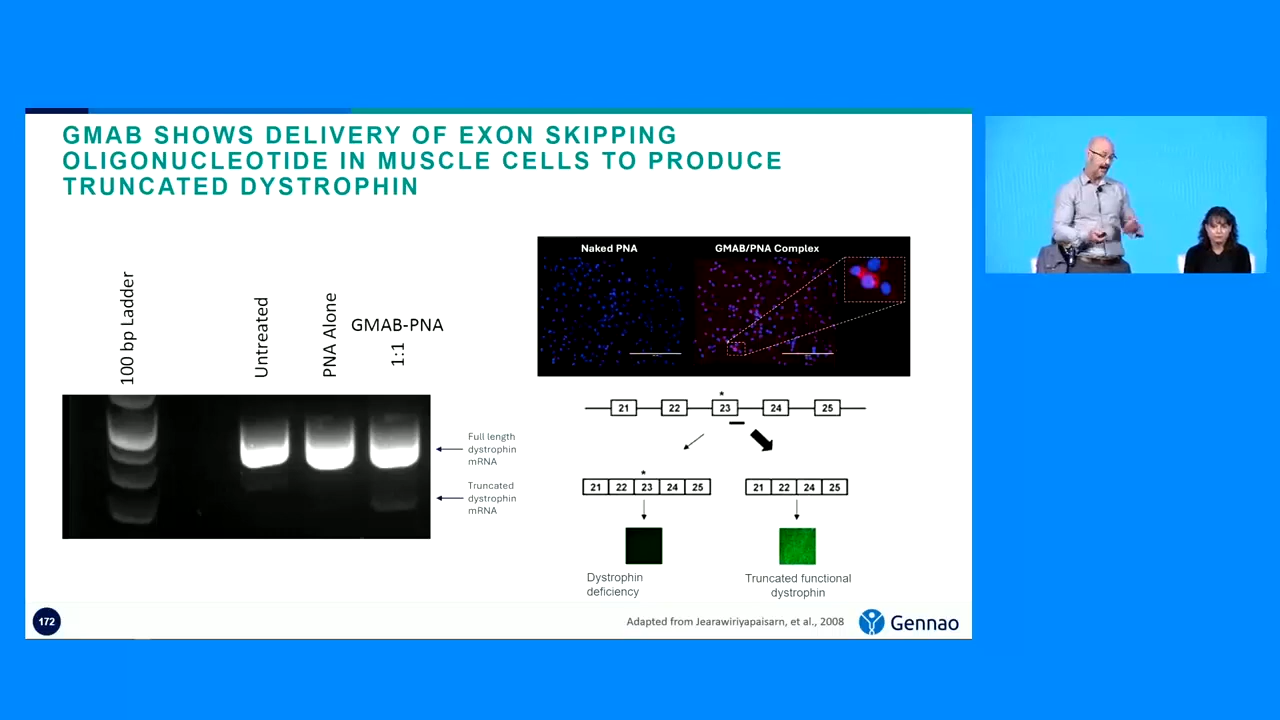 GMAB SHOWS DELIVERY OF EXON SKIPPING
OLIGONUCLEOTIDE IN MUSCLE CELLS TO PRODUCE
TRUNCATED DYSTROPHIN
100 bp Ladder
Untreated
PNA Alone
GMAB-PNA
1:1
Full length
dystrophin
mRNA
Truncated
dystrophin
mRNA
Naked PNA
GMAB/PNA Complex
*
21 22 23 24 25
*
21 22 23 24 25
21 22 24 25
Dystrophin
deficiency
Truncated functional
dystrophin
172
Adapted from Jearawiriyapaisarn, et al., 2008
Gennao